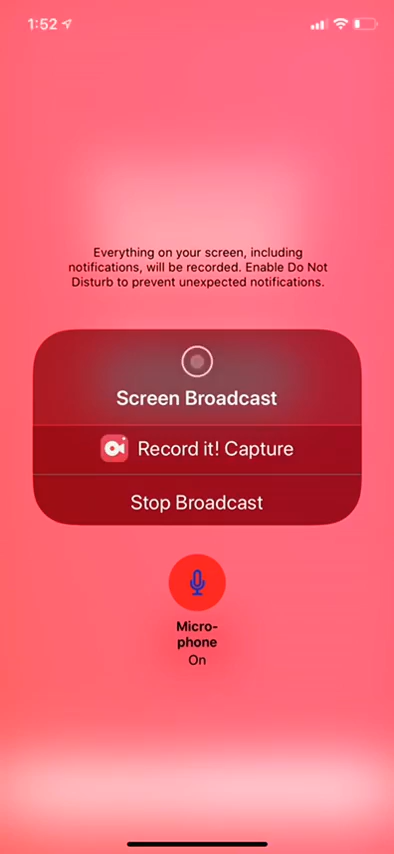 1:52
Everything on your screen, including
notifications, will be recorded. Enable Do Not
Disturb to prevent unexpected notifications.
Screen Broadcast
Record it! Capture
Stop Broadcast
Micro-
phone
On